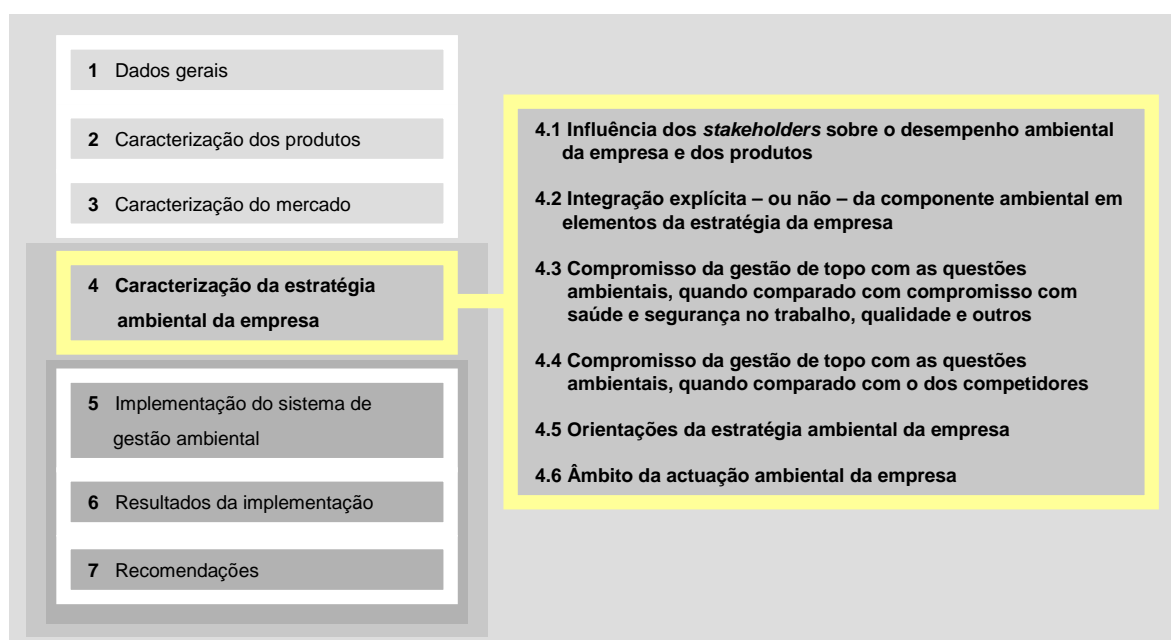 1 Dados gerais
2 Caracterização dos produtos
3 Caracterização do mercado
4 Caracterização da estratégia
ambiental da empresa
5 Implementação do sistema de
gestão ambiental
6 Resultados da implementação
7 Recomendações
4.1 Influência dos stakeholders sobre o desempenho ambiental
da empresa e dos produtos
4.2 Integração explícita – ou não – da componente ambiental em
elementos da estratégia da empresa
4.3 Compromisso da gestão de topo com as questões
ambientais, quando comparado com compromisso com
saúde e segurança no trabalho, qualidade e outros
4.4 Compromisso da gestão de topo com as questões
ambientais, quando comparado com o dos competidores
4.5 Orientações da estratégia ambiental da empresa
4.6 Âmbito da actuação ambiental da empresa